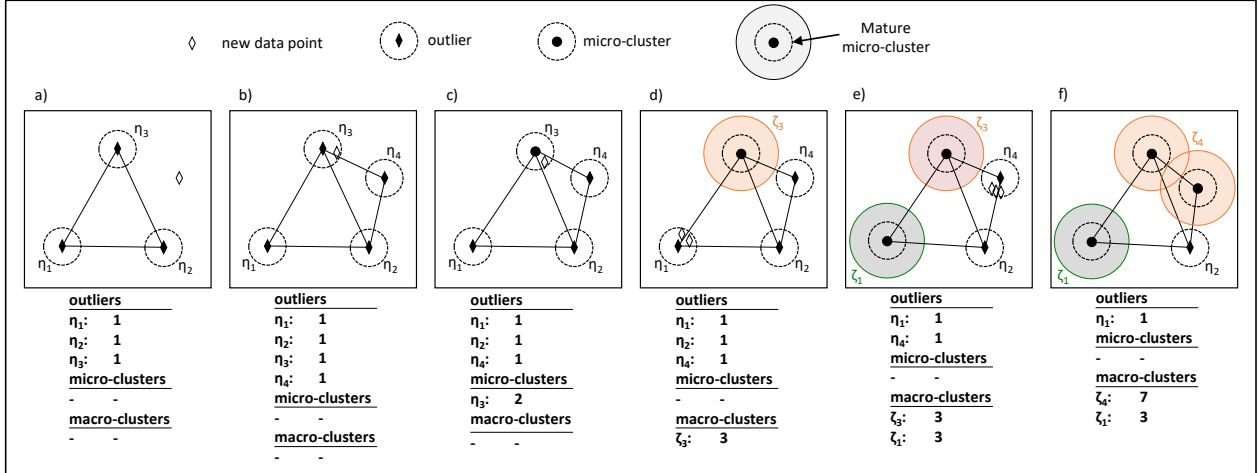 new data point
outlier
micro-cluster
Mature
micro-cluster
a)
b)
c)
d)
e)
f)
η3
η1
η2
η3
η4
η1
η2
η3
η4
η1
η2
ζ3
η4
η1
η2
ζ3
η4
ζ1
η2
ζ4
ζ1
η2
outliers
η1: 1
η2: 1
η3: 1
micro-clusters
- -
macro-clusters
- -
outliers
η1: 1
η2: 1
η3: 1
η4: 1
micro-clusters
- -
macro-clusters
- -
outliers
η1: 1
η2: 1
η4: 1
micro-clusters
η3: 2
macro-clusters
- -
outliers
η1: 1
η2: 1
η4: 1
micro-clusters
- -
macro-clusters
ζ3: 3
outliers
η1: 1
η4: 1
micro-clusters
- -
macro-clusters
ζ3: 3
ζ1: 3
outliers
η1: 1
micro-clusters
- -
macro-clusters
ζ4: 7
ζ1: 3